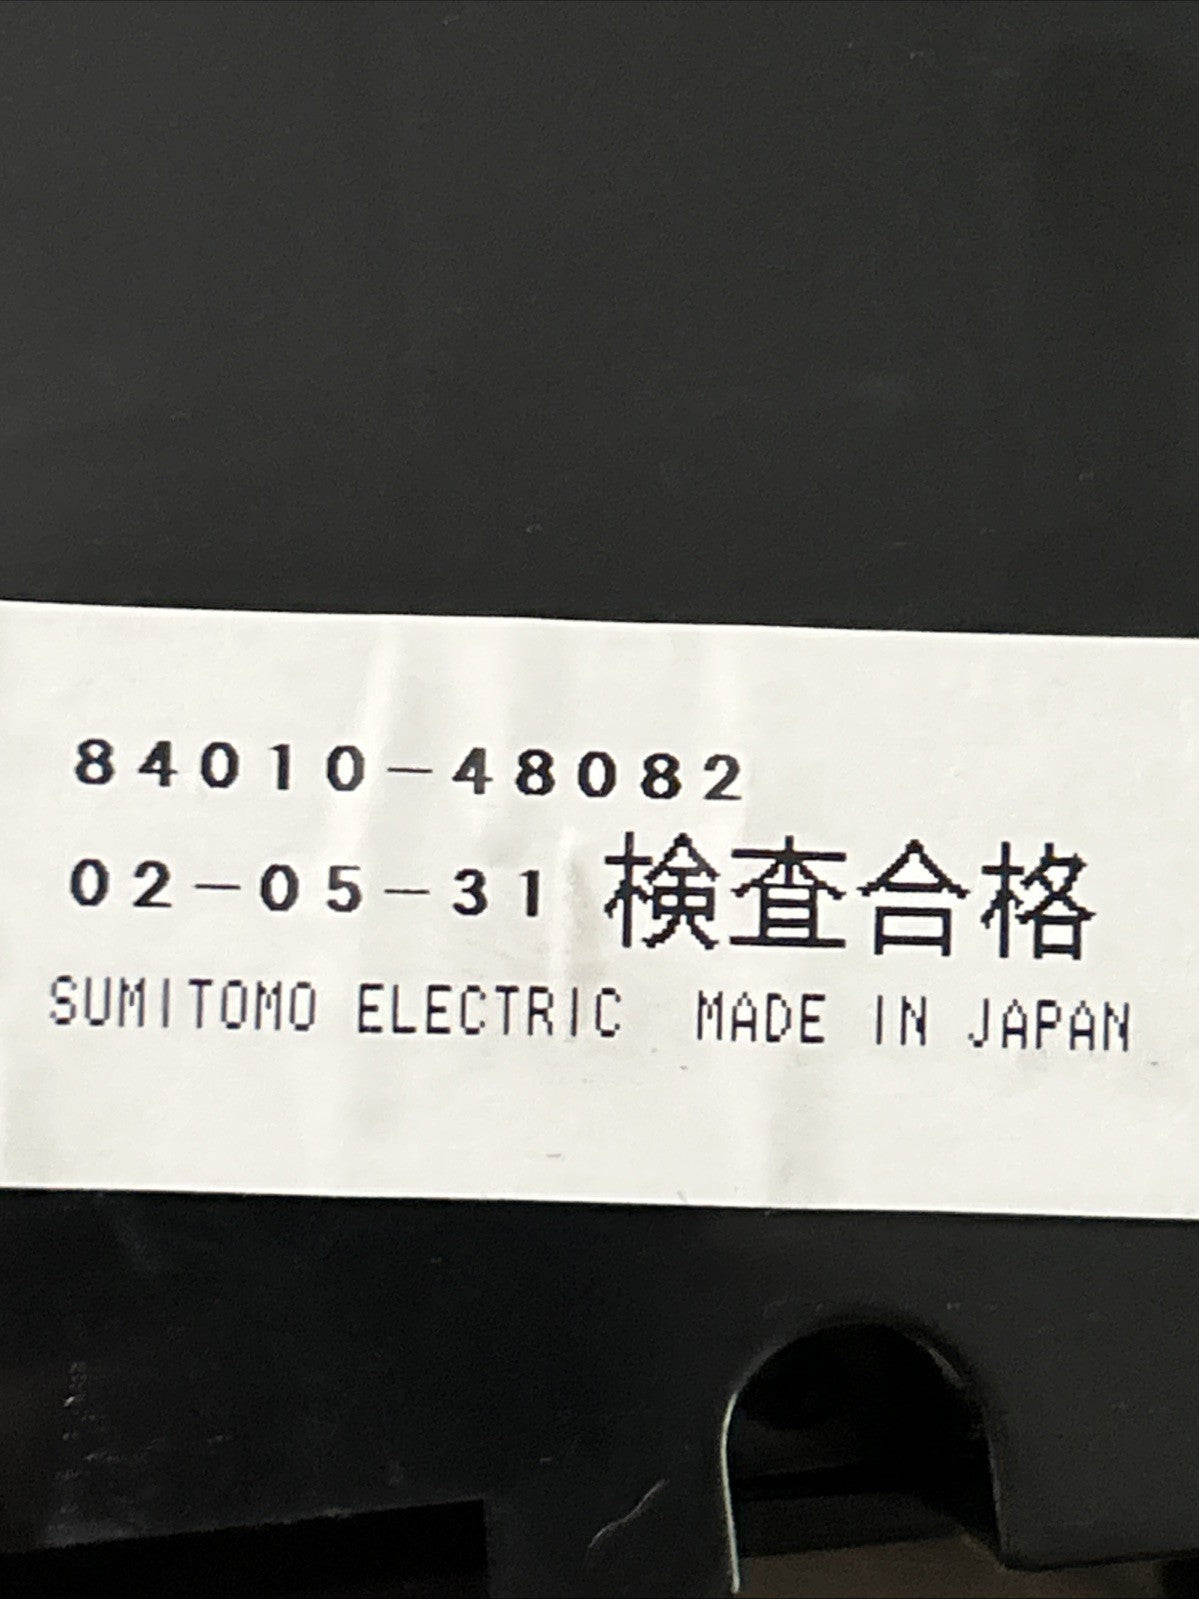 84010-48082
02-05-31 検査合格
SUMITOMO ELECTRIC MADE IN JAPAN